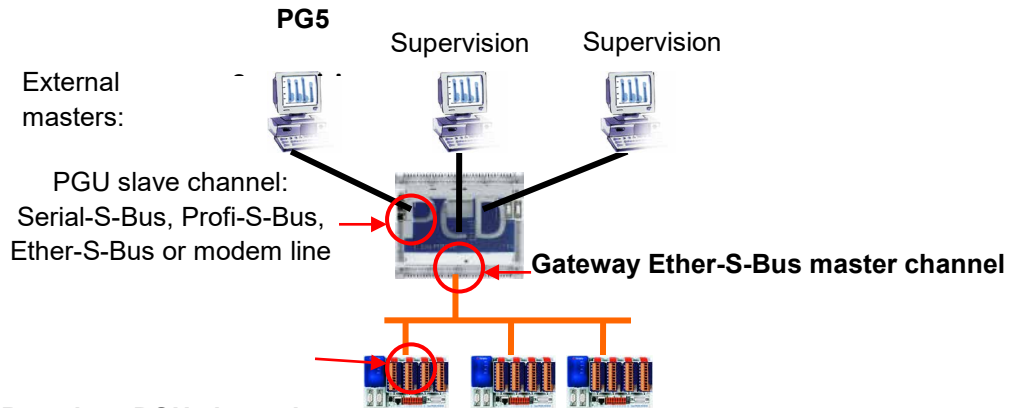 PG5
Supervision
Supervision
External
masters:
PGU slave channel:
Serial-S-Bus, Profi-S-Bus,
Ether-S-Bus or modem line
PCD
Gateway Ether-S-Bus master channel